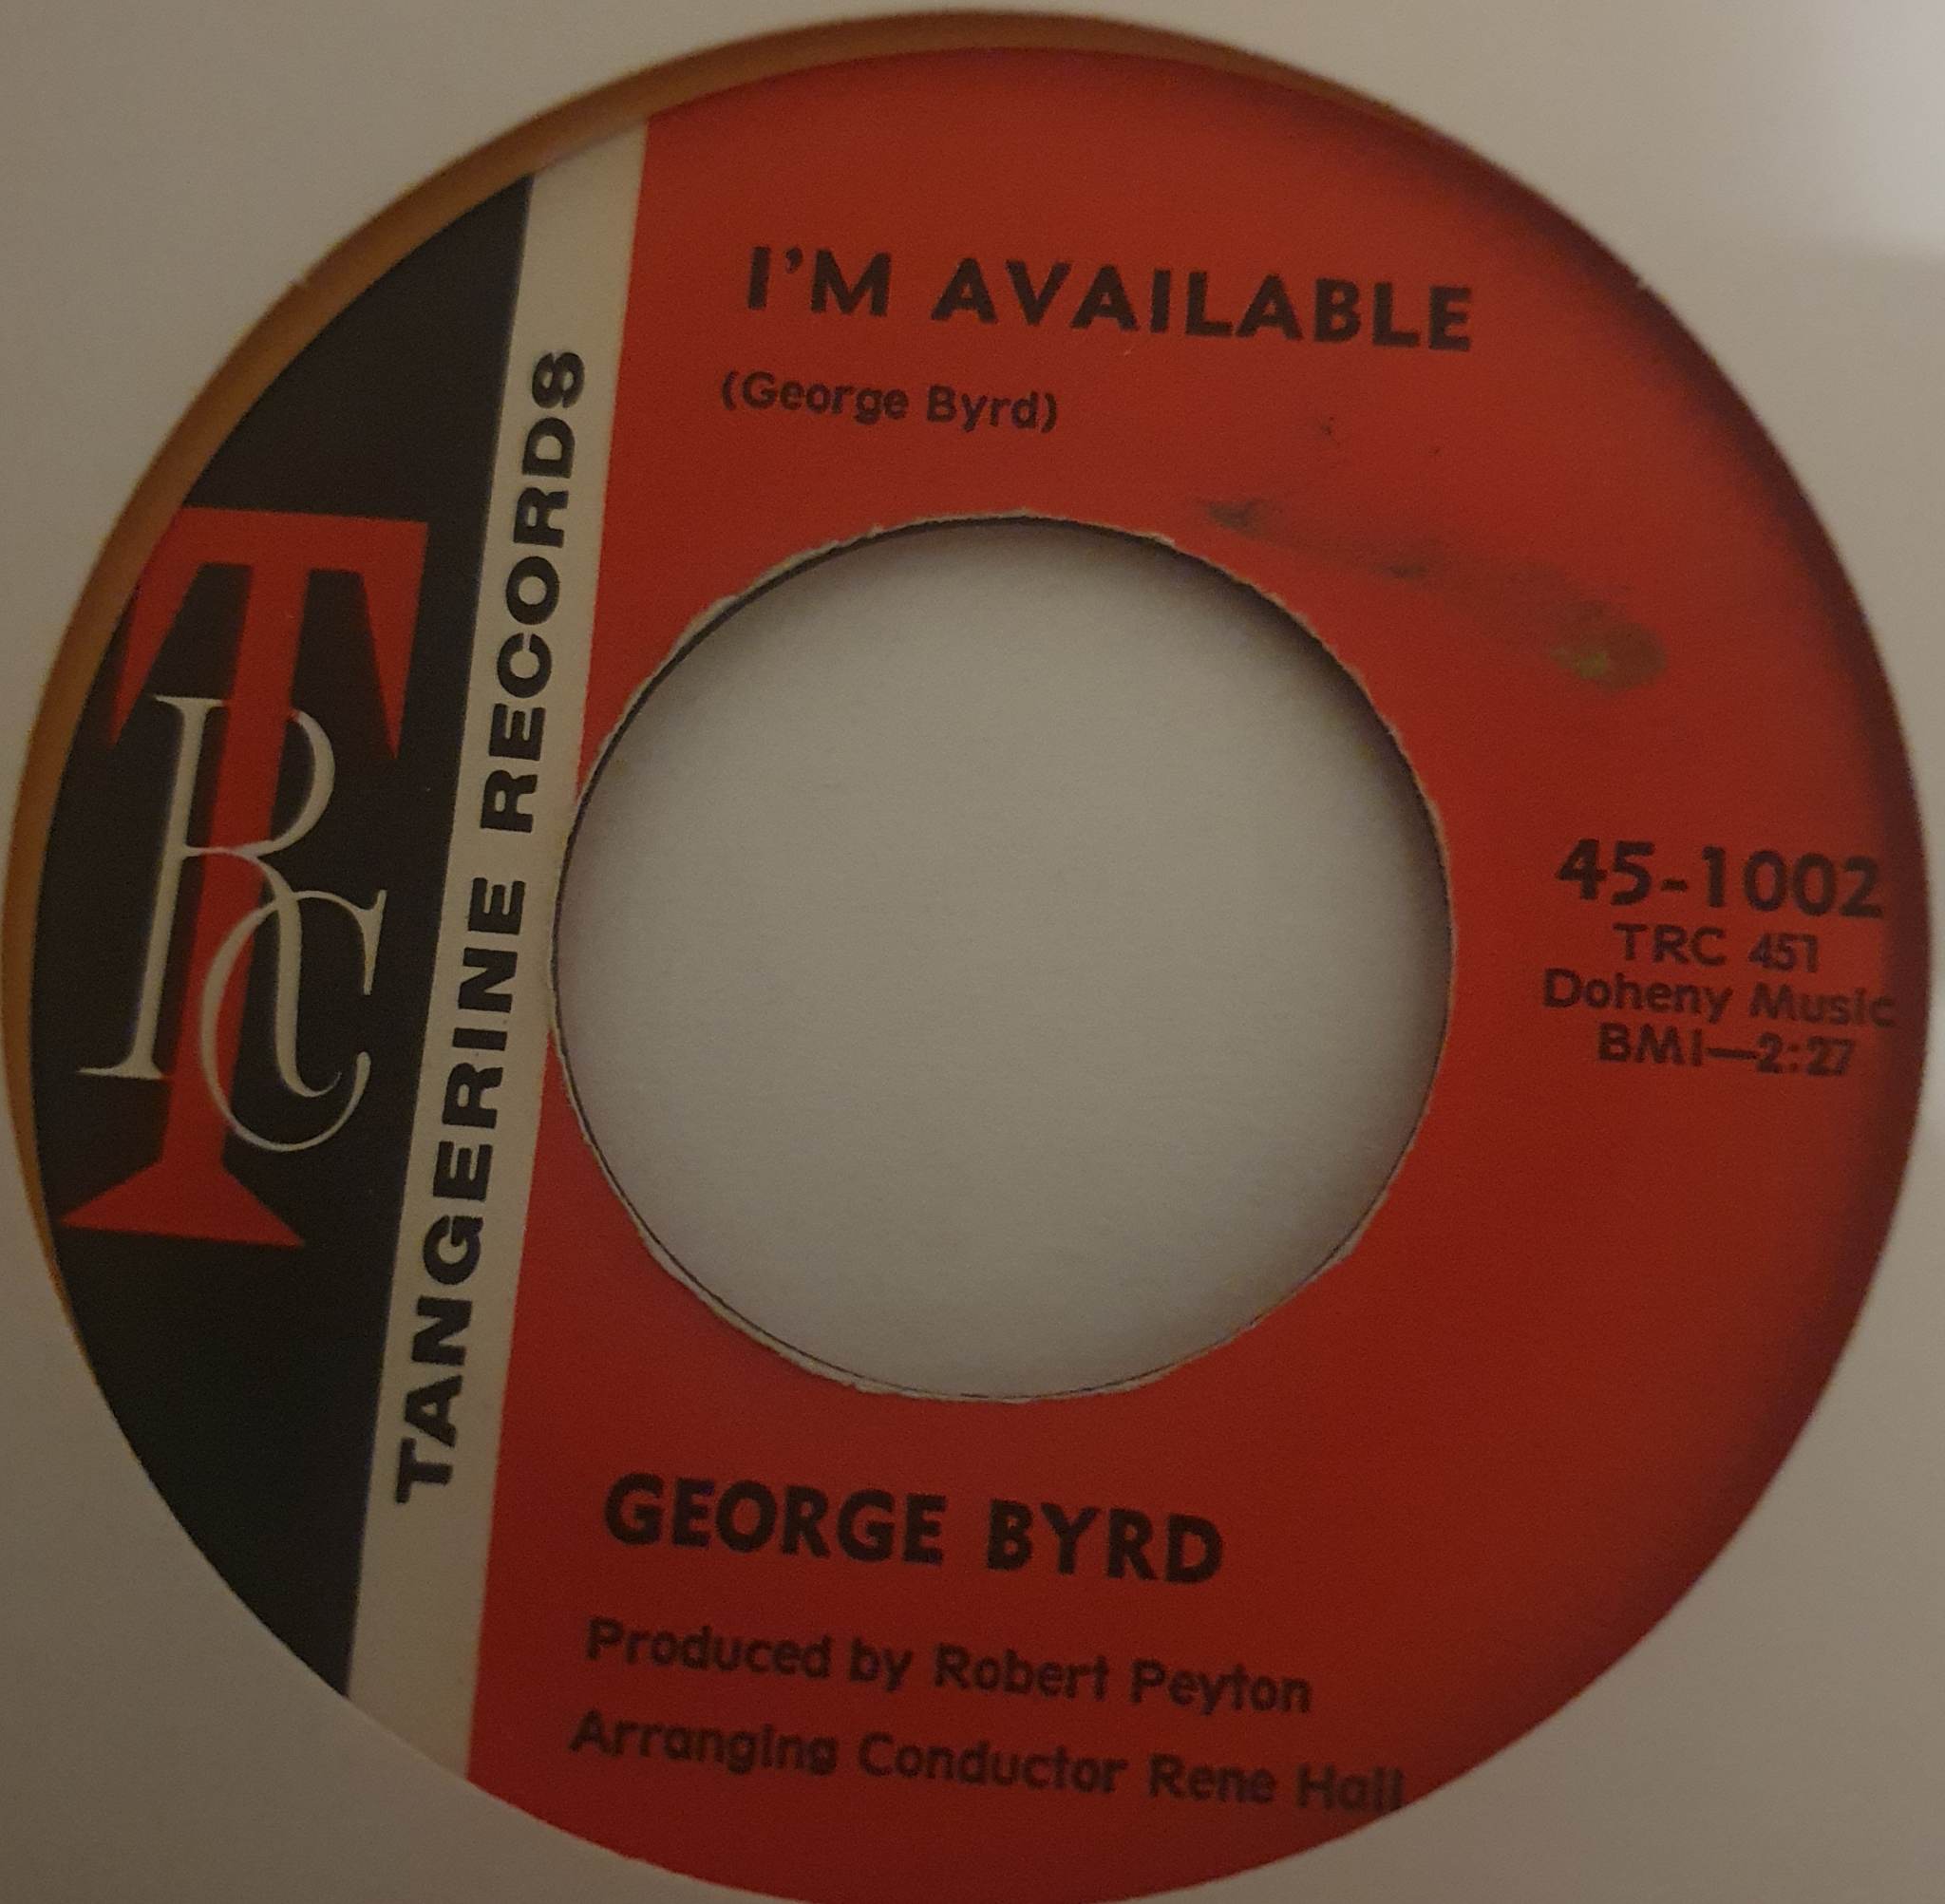 I'M AVAILABLE
(George Byrd)
TRC
TANGERINE RECORDS
45-1002
TRC 451
Doheny Music
BMI—2:27
GEORGE BYRD
Produced by Robert Peyton
Arranging Conductor Rene Hall